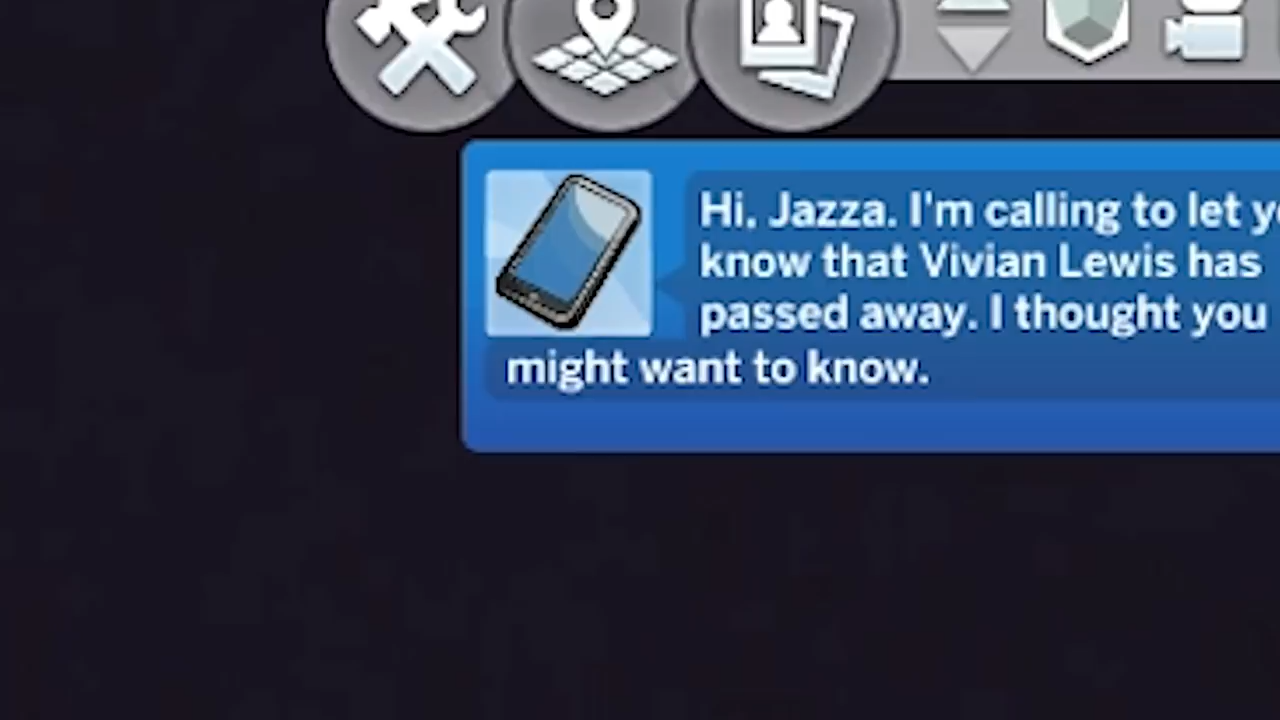 Hi, Jazza. I'm calling to let
know that Vivian Lewis has
passed away. I thought you
might want to know.